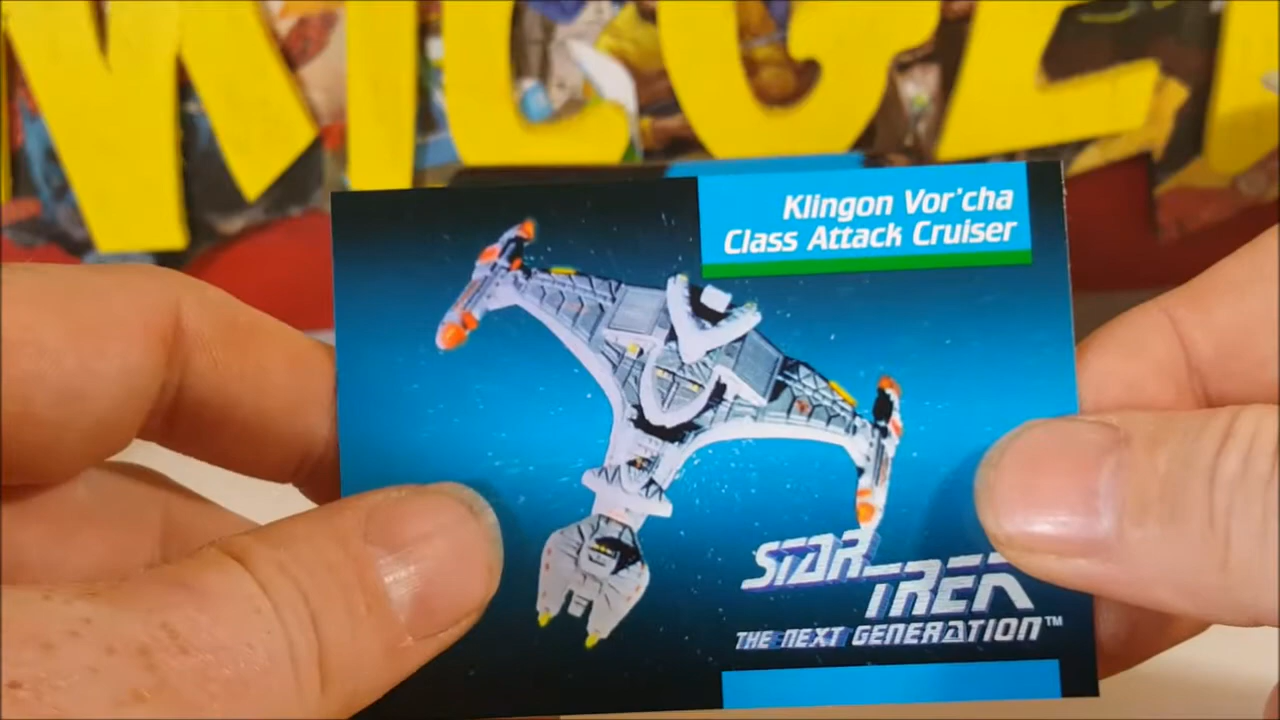 Klingon Vor'cha
Class Attack Cruiser
STAR
TREK
THE NEXT GENERATION™